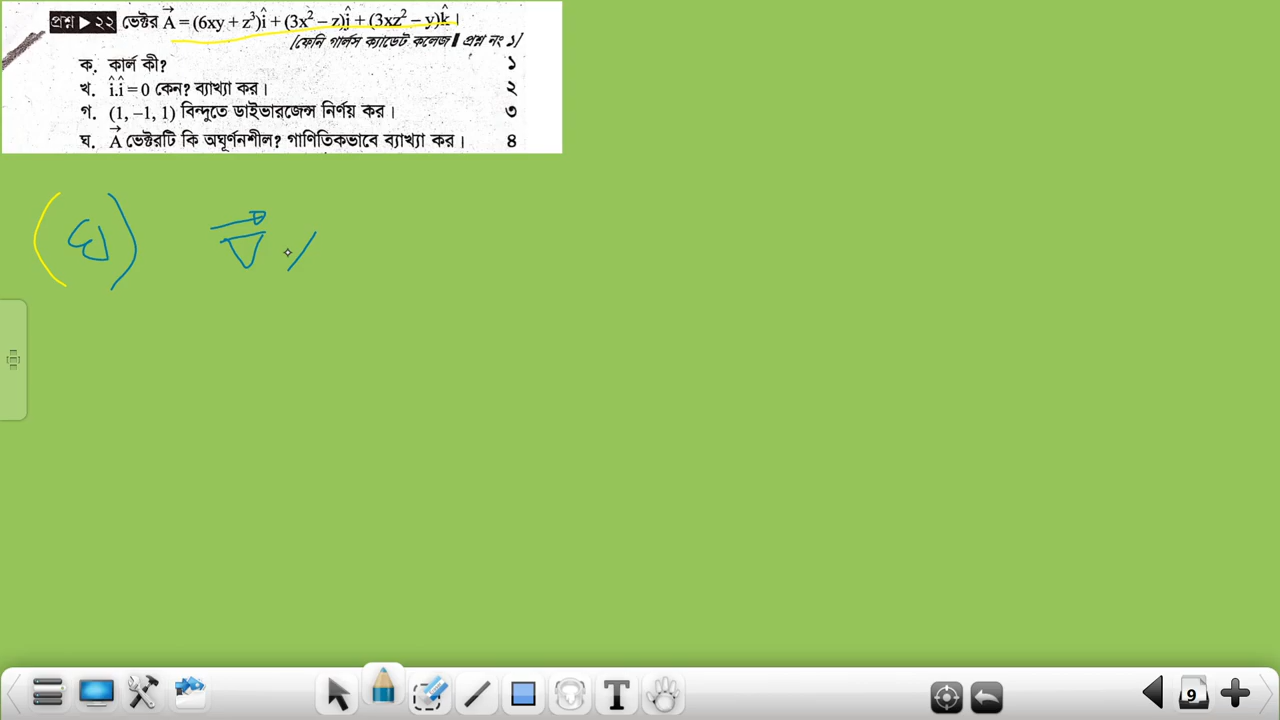 প্রশ্ন ▶ ২২ ভেক্টর A⃗ = (6xy + z³)î + (3x² – z)ĵ + (3xz² – y)k̂ ।
[ফেনি গার্লস ক্যাডেট কলেজ ‖ প্রশ্ন নং ১]
ক. কার্ল কী? ১
খ. î.î = 0 কেন? ব্যাখ্যা কর। ২
গ. (1, –1, 1) বিন্দুতে ডাইভারজেন্স নির্ণয় কর। ৩
ঘ. A⃗ ভেক্টরটি কি অঘূর্ণনশীল? গাণিতিকভাবে ব্যাখ্যা কর। ৪
(ঘ) ∇⃗ /
T 9